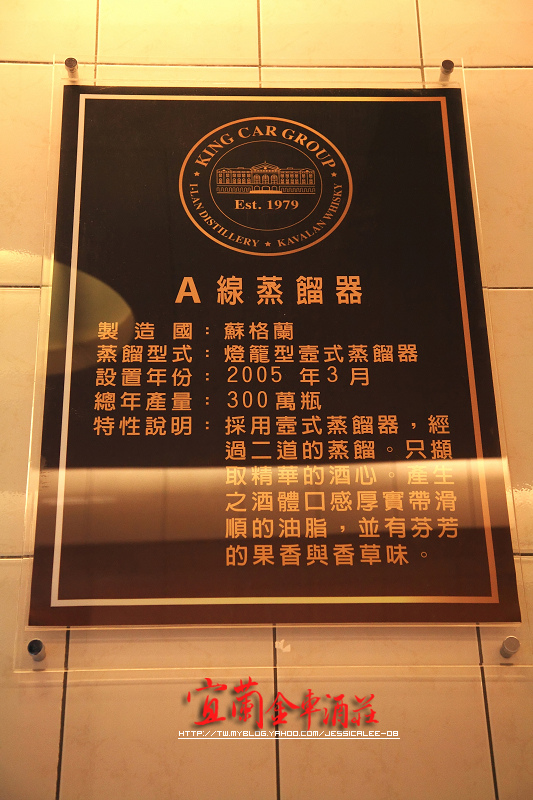 KING CAR GROUP
Est. 1979
I-LAN DISTILLERY ★ KAVALAN WHISKY
A線蒸餾器
製造國：蘇格蘭
蒸餾型式：燈籠型壺式蒸餾器
設置年份：2005 年3月
總年產量：300萬瓶
特性說明：採用壺式蒸餾器，經
過二道的蒸餾。只擷
取精華的酒心。產生
之酒體口感厚實帶滑
順的油脂，並有芬芳
的果香與香草味。
宜蘭金車酒莊
HTTP://TW.MYBLOG.YAHOO.COM/JESSICALEE-08